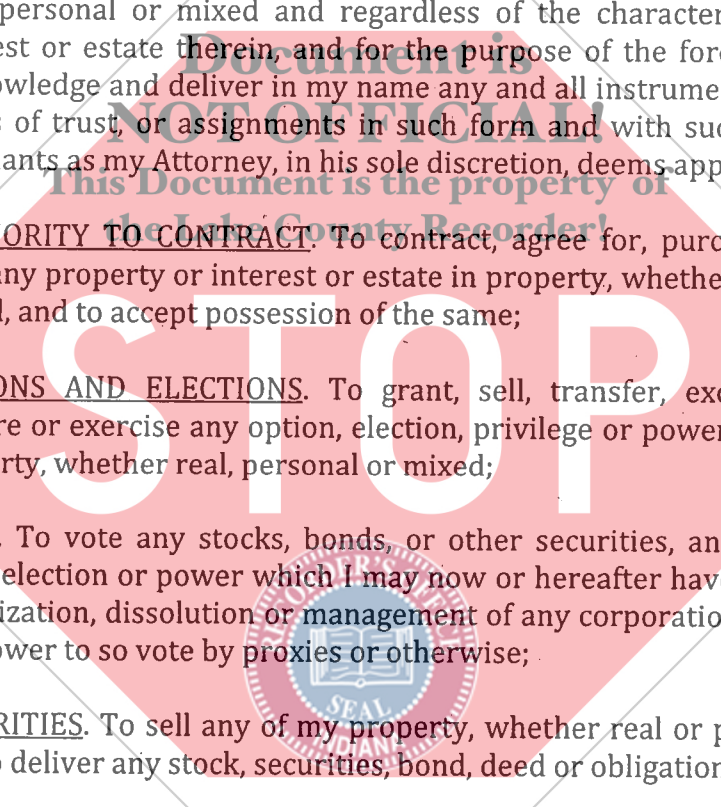 personal or mixed and regardless of the character
est or estate therein, and for the purpose of the for
Document is
wledge and deliver in my name any and all instrume
NOT OFFICIAL!
of trust, or assignments in such form and with suc
ants as my Attorney, in his sole discretion, deems app
This Document is the property of
the Lake County Recorder!
ORITY TO CONTRACT. To contract, agree for, purc
any property or interest or estate in property, whethe
, and to accept possession of the same;
STOP
ONS AND ELECTIONS. To grant, sell, transfer, exc
re or exercise any option, election, privilege or power
rty, whether real, personal or mixed;
. To vote any stocks, bonds, or other securities, an
election or power which I may now or hereafter hav
ization, dissolution or management of any corporatio
ower to so vote by proxies or otherwise;
RECORDER'S OFFICE
SEAL
INDIANA
RITIES. To sell any of my property, whether real or p
o deliver any stock, securities, bond, deed or obligation